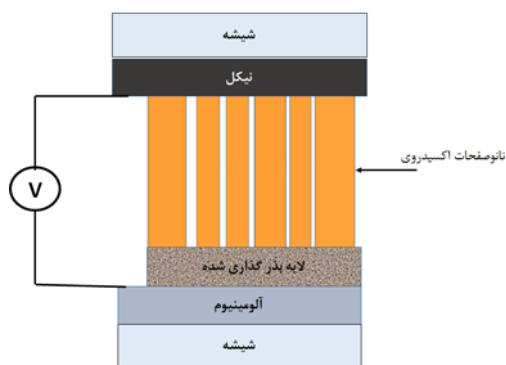 شیشه
نیکل
نانوصفحات اکسیدروی
V
لایه بذر گذاری شده
آلومینیوم
شیشه